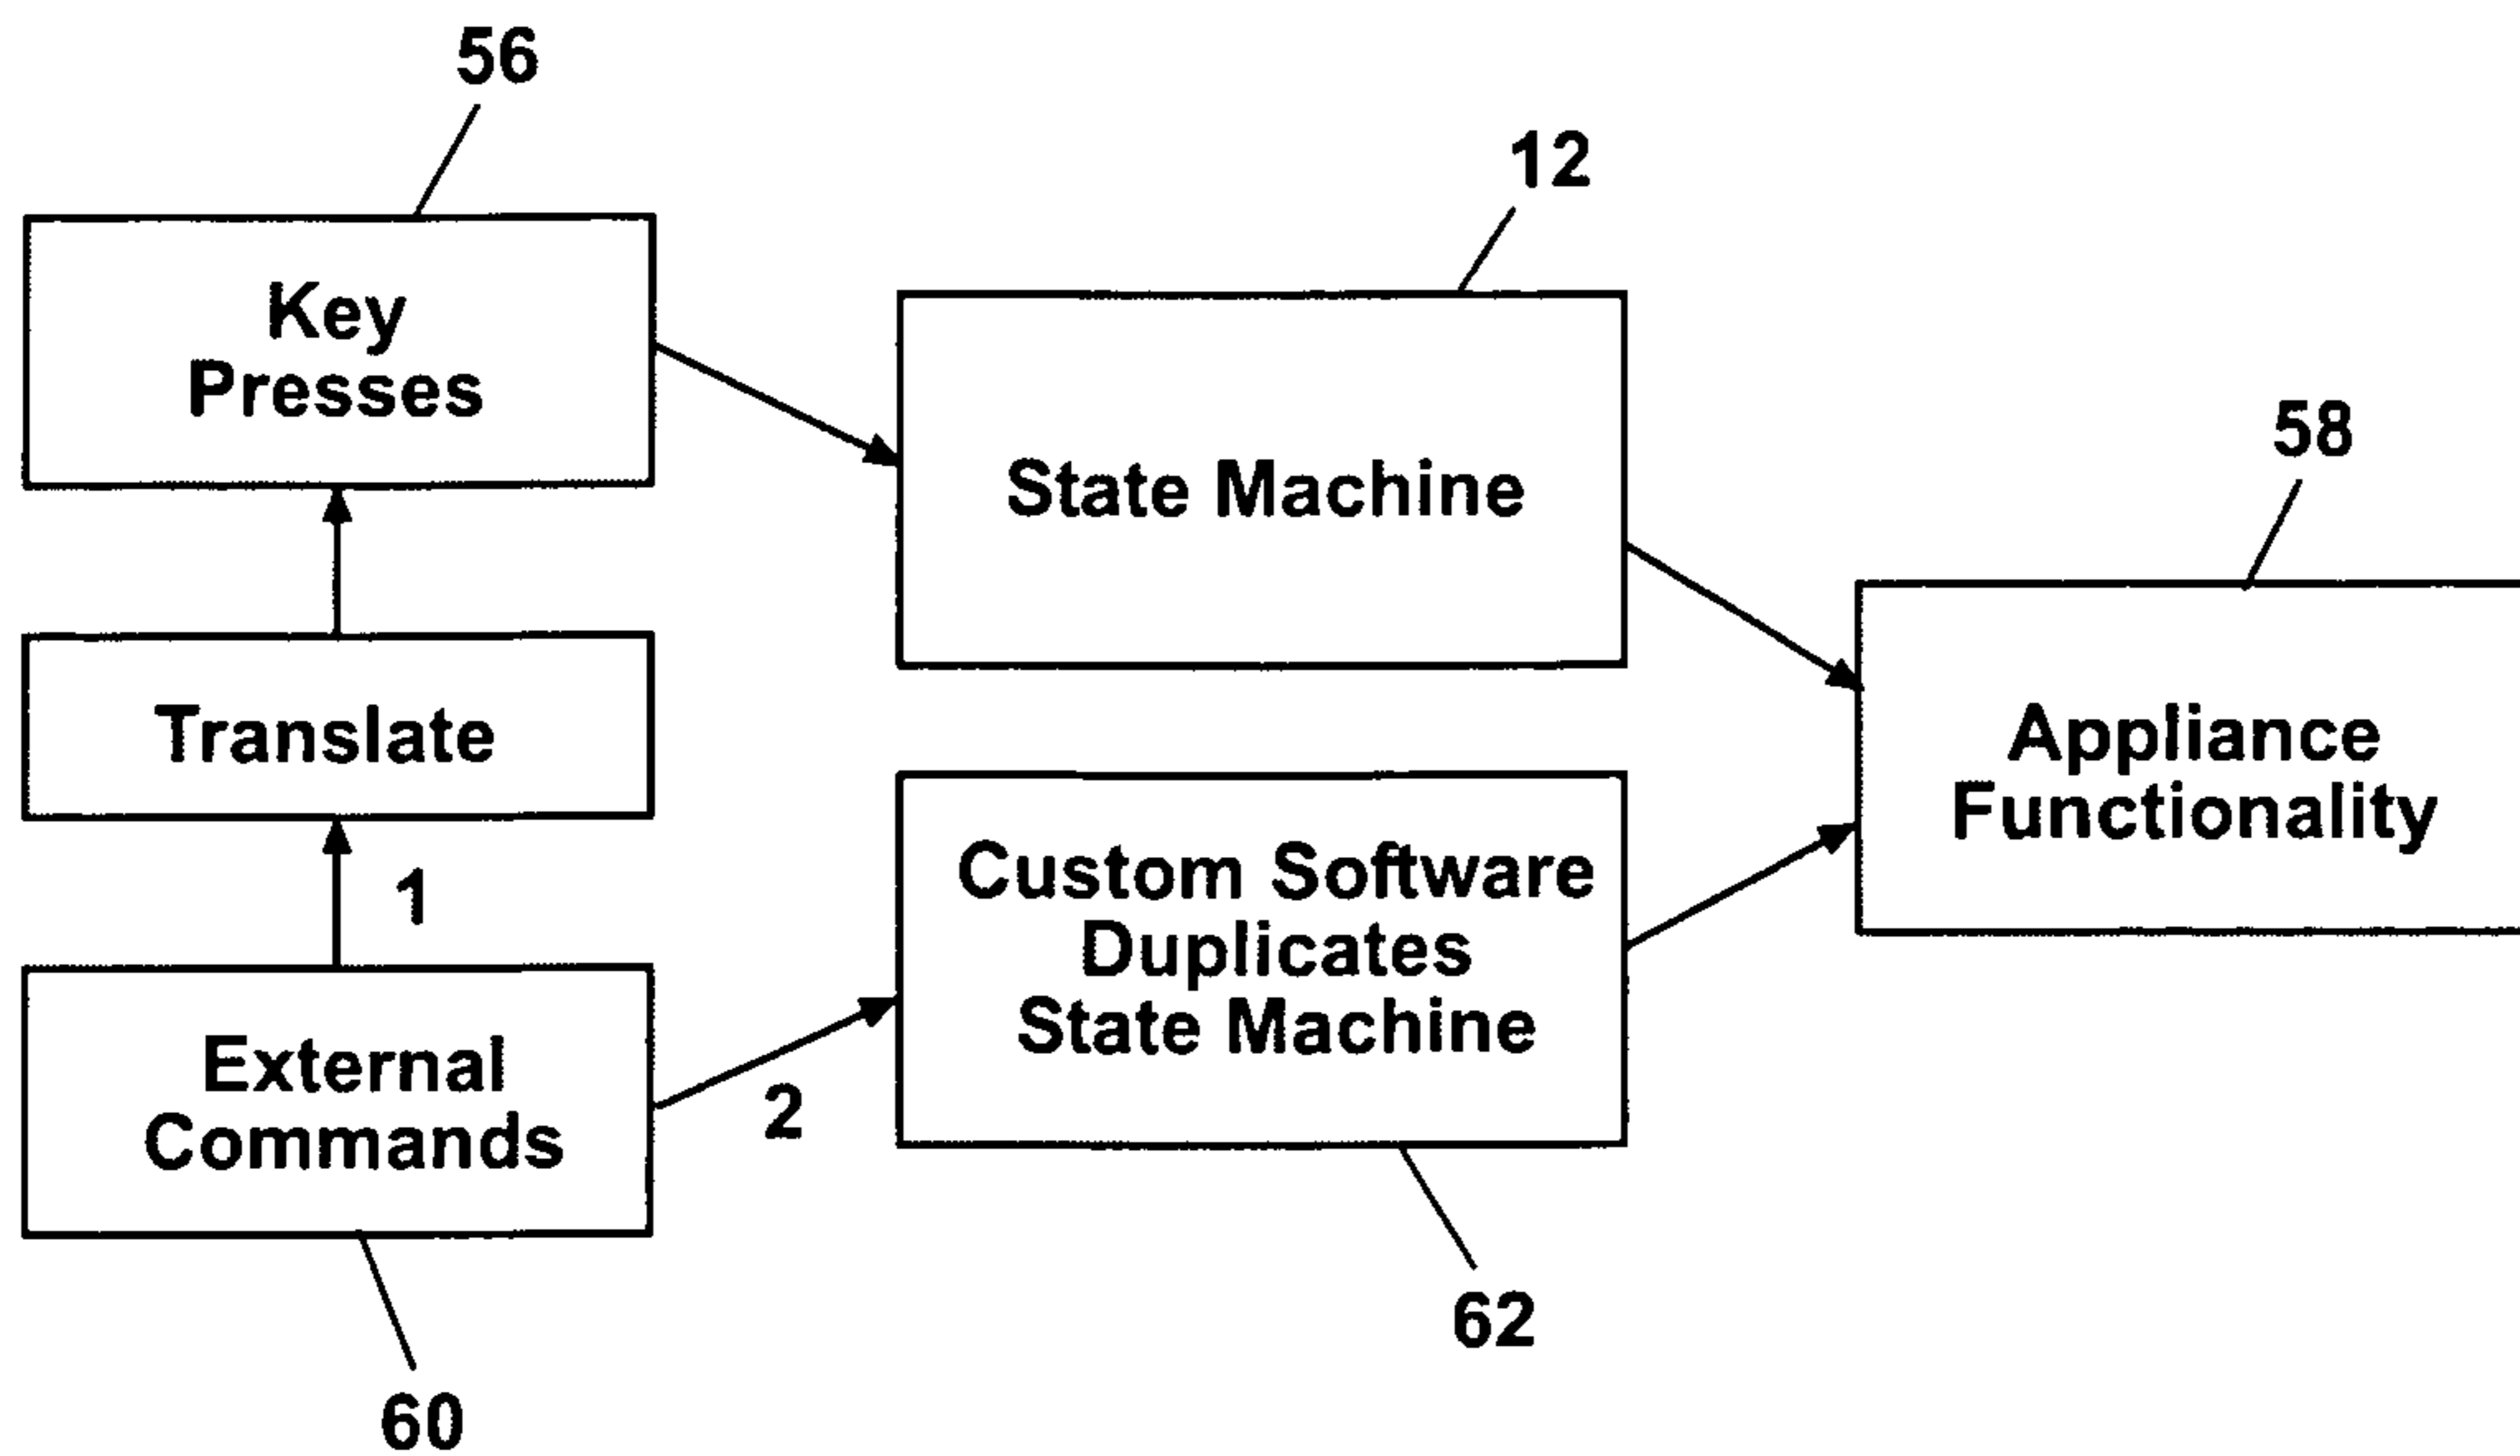 56
12
Key
Presses
State Machine
58
Translate
Appliance
Functionality
1
Custom Software
Duplicates
State Machine
External
Commands
2
62
60